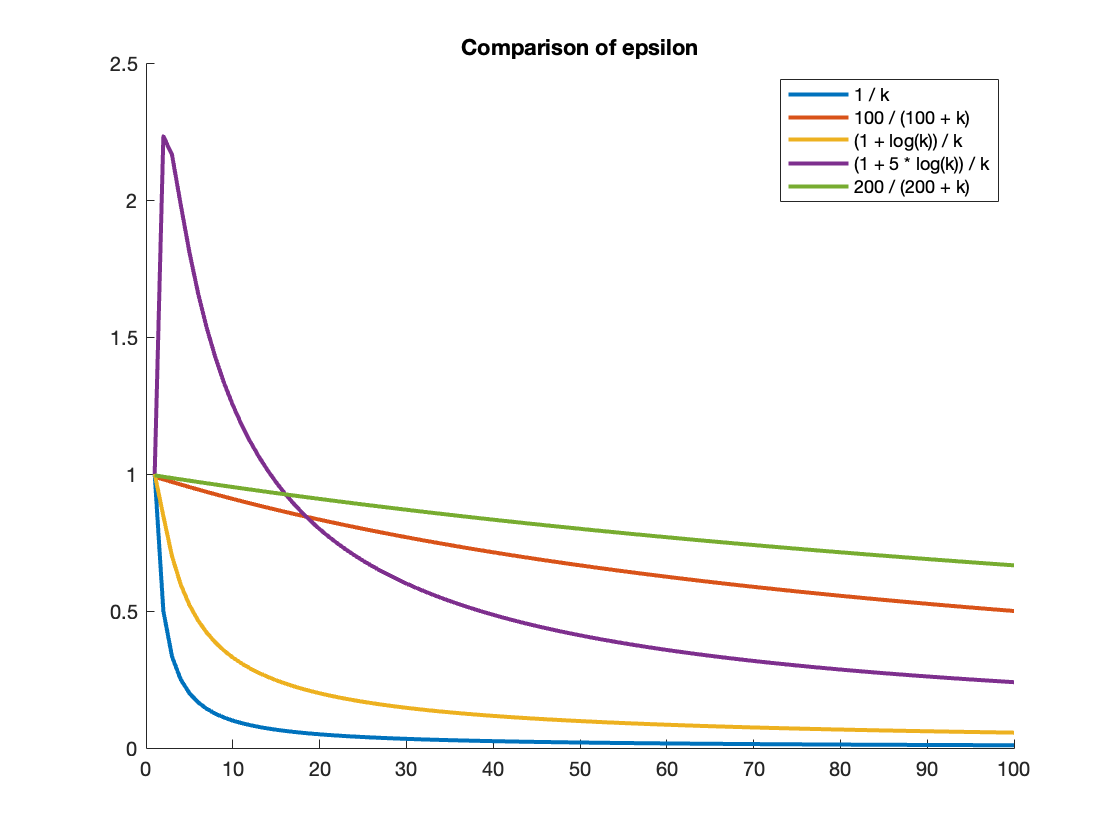 Comparison of epsilon
2.5
2
1.5
1
0.5
0
0 10 20 30 40 50 60 70 80 90 100
1 / k
100 / (100 + k)
(1 + log(k)) / k
(1 + 5 * log(k)) / k
200 / (200 + k)